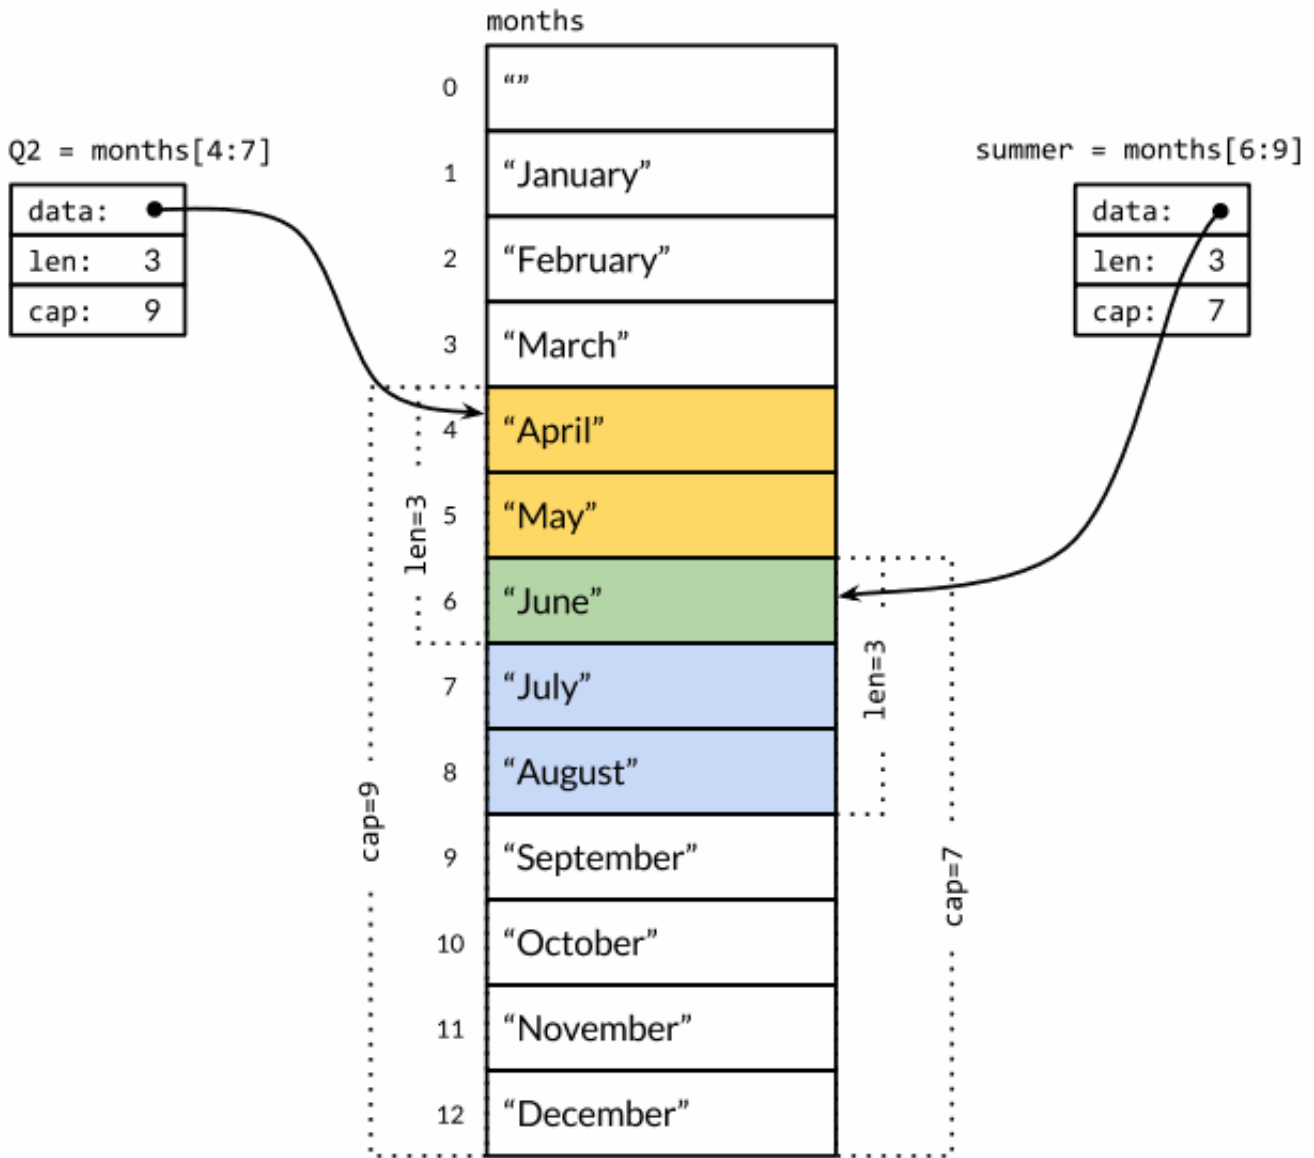 months
0 “”
Q2 = months[4:7]
data:
len: 3
cap: 9
summer = months[6:9]
data:
len: 3
cap: 7
1 “January”
2 “February”
3 “March”
4 “April”
5 “May”
6 “June”
7 “July”
8 “August”
9 “September”
10 “October”
11 “November”
12 “December”
len=3
cap=9
len=3
cap=7